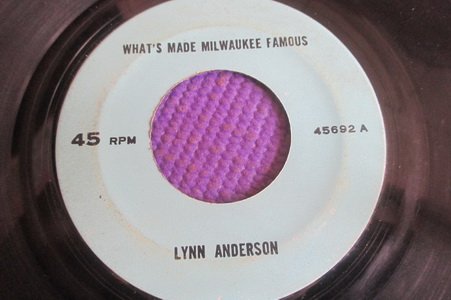 WHAT'S MADE MILWAUKEE FAMOUS
45 RPM
45692 A
LYNN ANDERSON